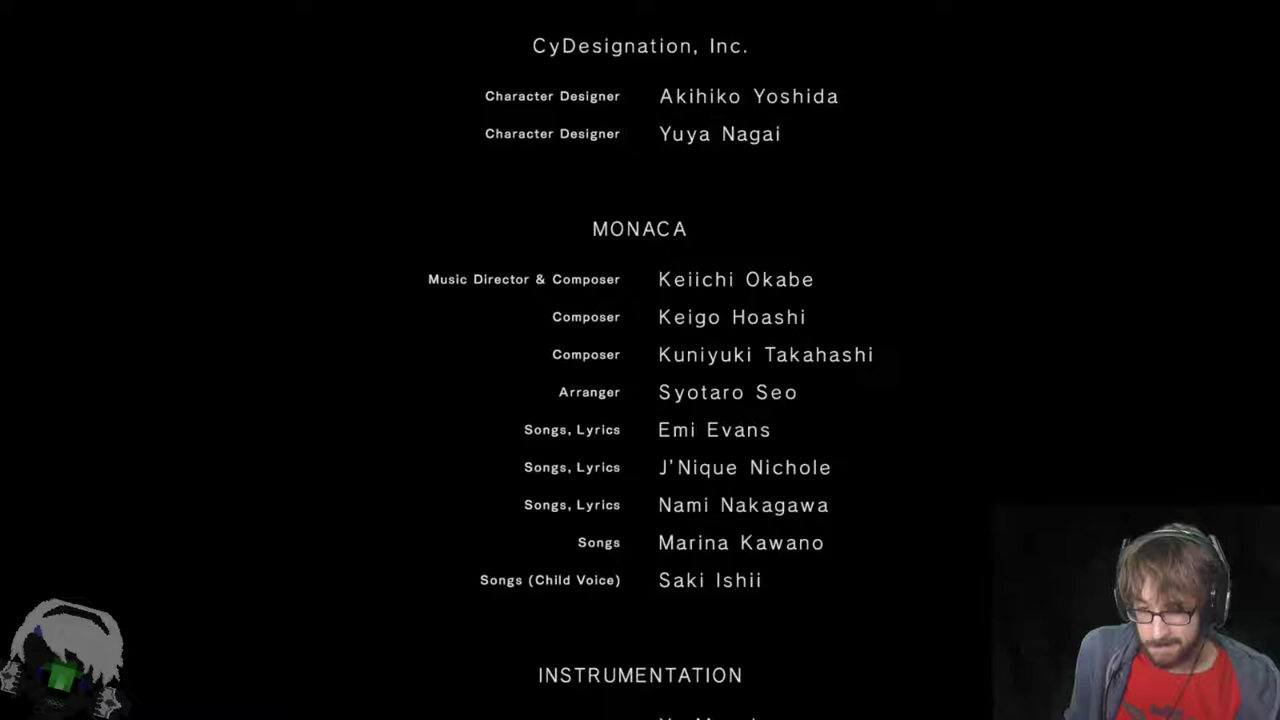 CyDesignation, Inc.
Character Designer Akihiko Yoshida
Character Designer Yuya Nagai
MONACA
Music Director & Composer Keiichi Okabe
Composer Keigo Hoashi
Composer Kuniyuki Takahashi
Arranger Syotaro Seo
Songs, Lyrics Emi Evans
Songs, Lyrics J'Nique Nichole
Songs, Lyrics Nami Nakagawa
Songs Marina Kawano
Songs (Child Voice) Saki Ishii
INSTRUMENTATION